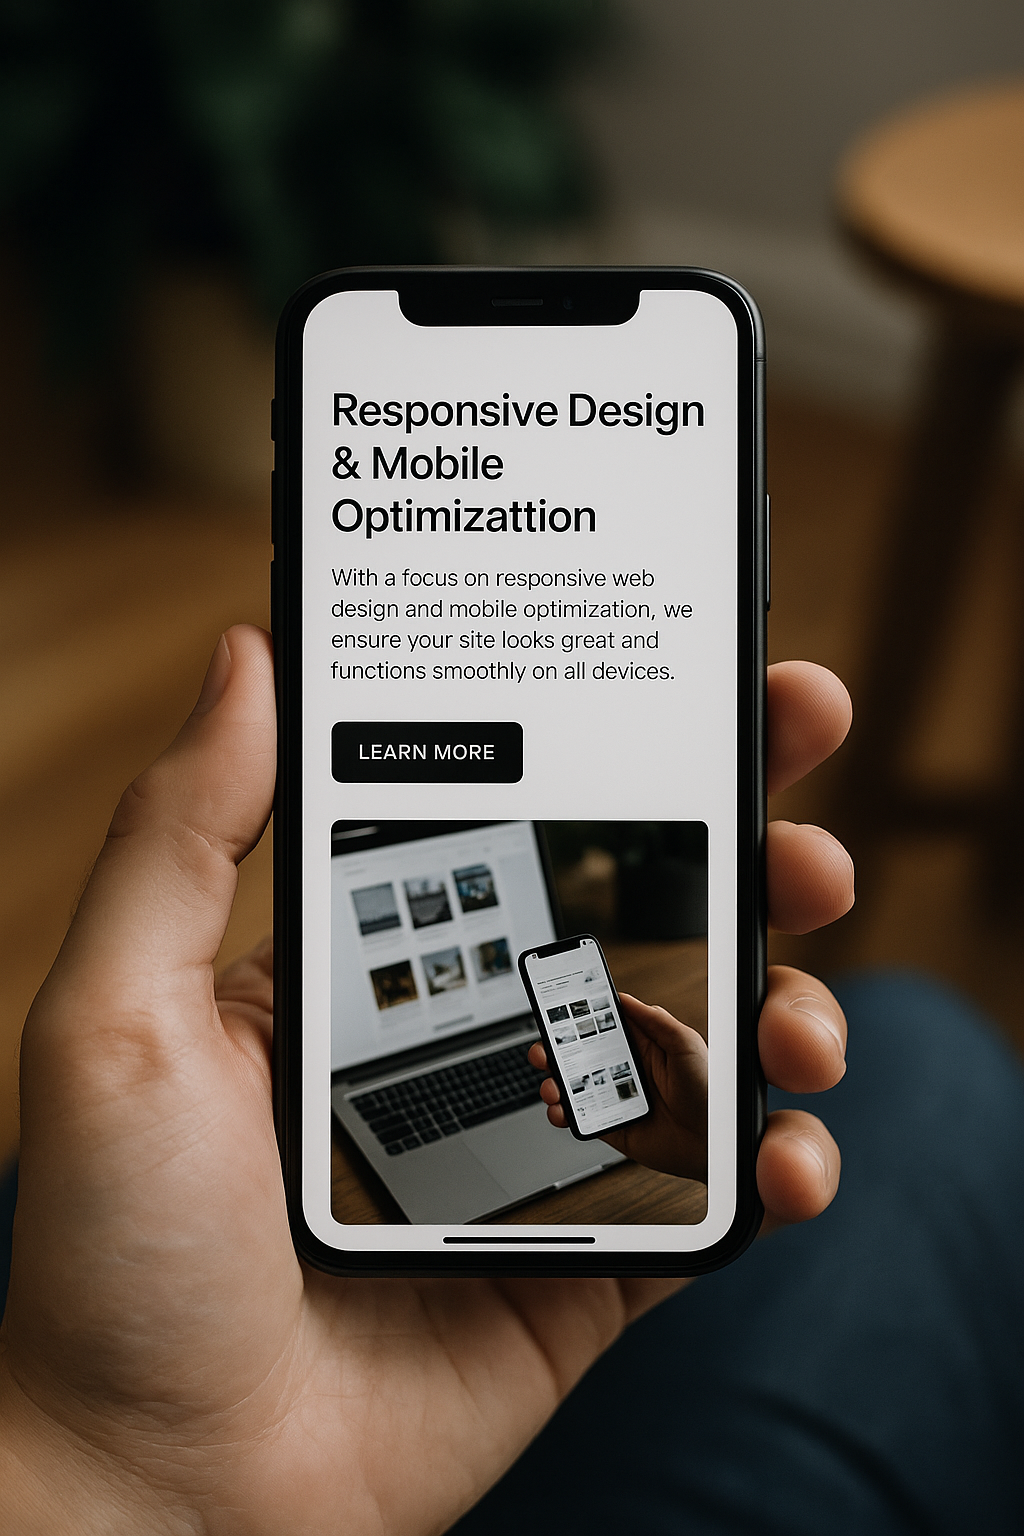 Responsive Design
& Mobile
Optimizattion
With a focus on responsive web
design and mobile optimization, we
ensure your site looks great and
functions smoothly on all devices.
LEARN MORE